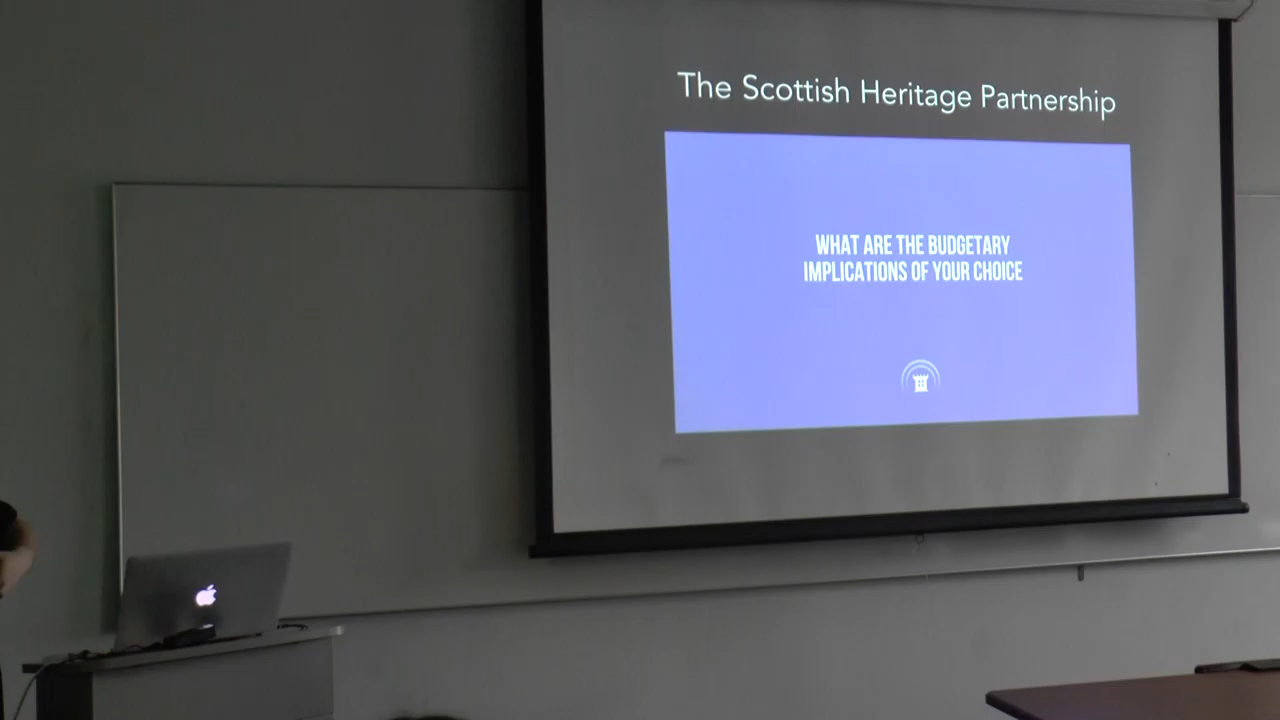 The Scottish Heritage Partnership
WHAT ARE THE BUDGETARY
IMPLICATIONS OF YOUR CHOICE